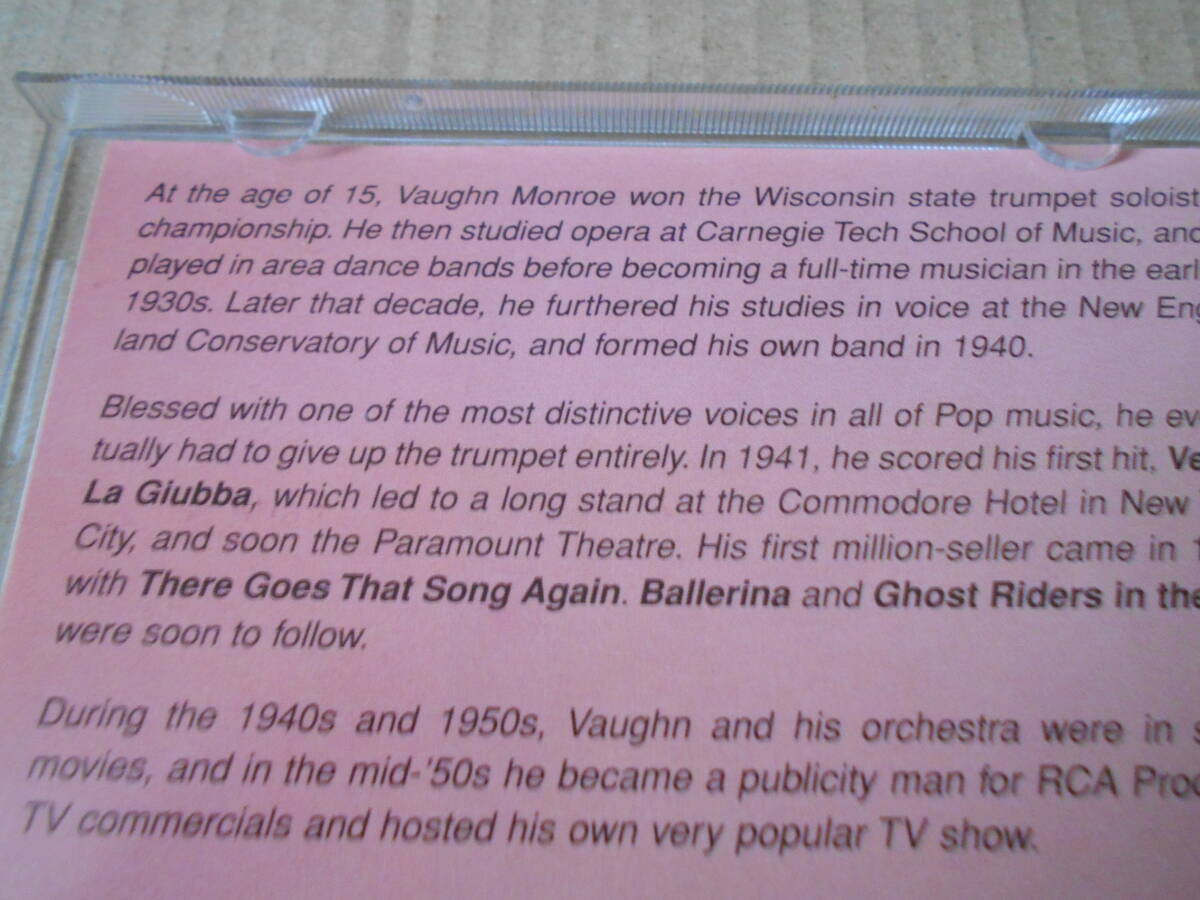 At the age of 15, Vaughn Monroe won the Wisconsin state trumpet soloist
championship. He then studied opera at Carnegie Tech School of Music, and
played in area dance bands before becoming a full-time musician in the earl
1930s. Later that decade, he furthered his studies in voice at the New Eng
land Conservatory of Music, and formed his own band in 1940.
Blessed with one of the most distinctive voices in all of Pop music, he ev
tually had to give up the trumpet entirely. In 1941, he scored his first hit, Ve
La Giubba, which led to a long stand at the Commodore Hotel in New
City, and soon the Paramount Theatre. His first million-seller came in 1
with There Goes That Song Again. Ballerina and Ghost Riders in the
were soon to follow.
During the 1940s and 1950s, Vaughn and his orchestra were in s
movies, and in the mid-'50s he became a publicity man for RCA Proc
TV commercials and hosted his own very popular TV show.